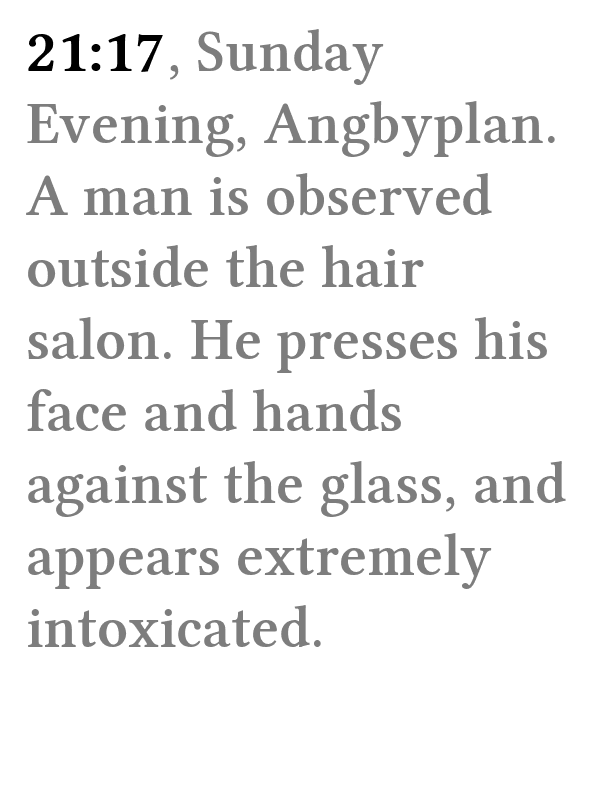 21:17, Sunday
Evening, Angbyplan.
A man is observed
outside the hair
salon. He presses his
face and hands
against the glass, and
appears extremely
intoxicated.